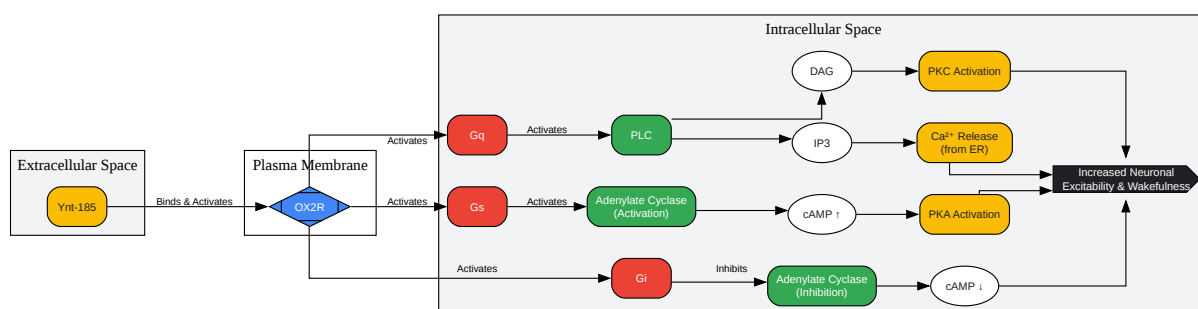 Intracellular Space
DAG
PKC Activation
Activates
Gq
Activates
PLC
IP3
Ca²⁺ Release
(from ER)
Extracellular Space
Ynt-185
Binds & Activates
Plasma Membrane
OX2R
Activates
Gs
Activates
Adenylate Cyclase
(Activation)
cAMP ↑
PKA Activation
Increased Neuronal
Excitability & Wakefulness
Activates
Gi
Inhibits
Adenylate Cyclase
(Inhibition)
cAMP ↓